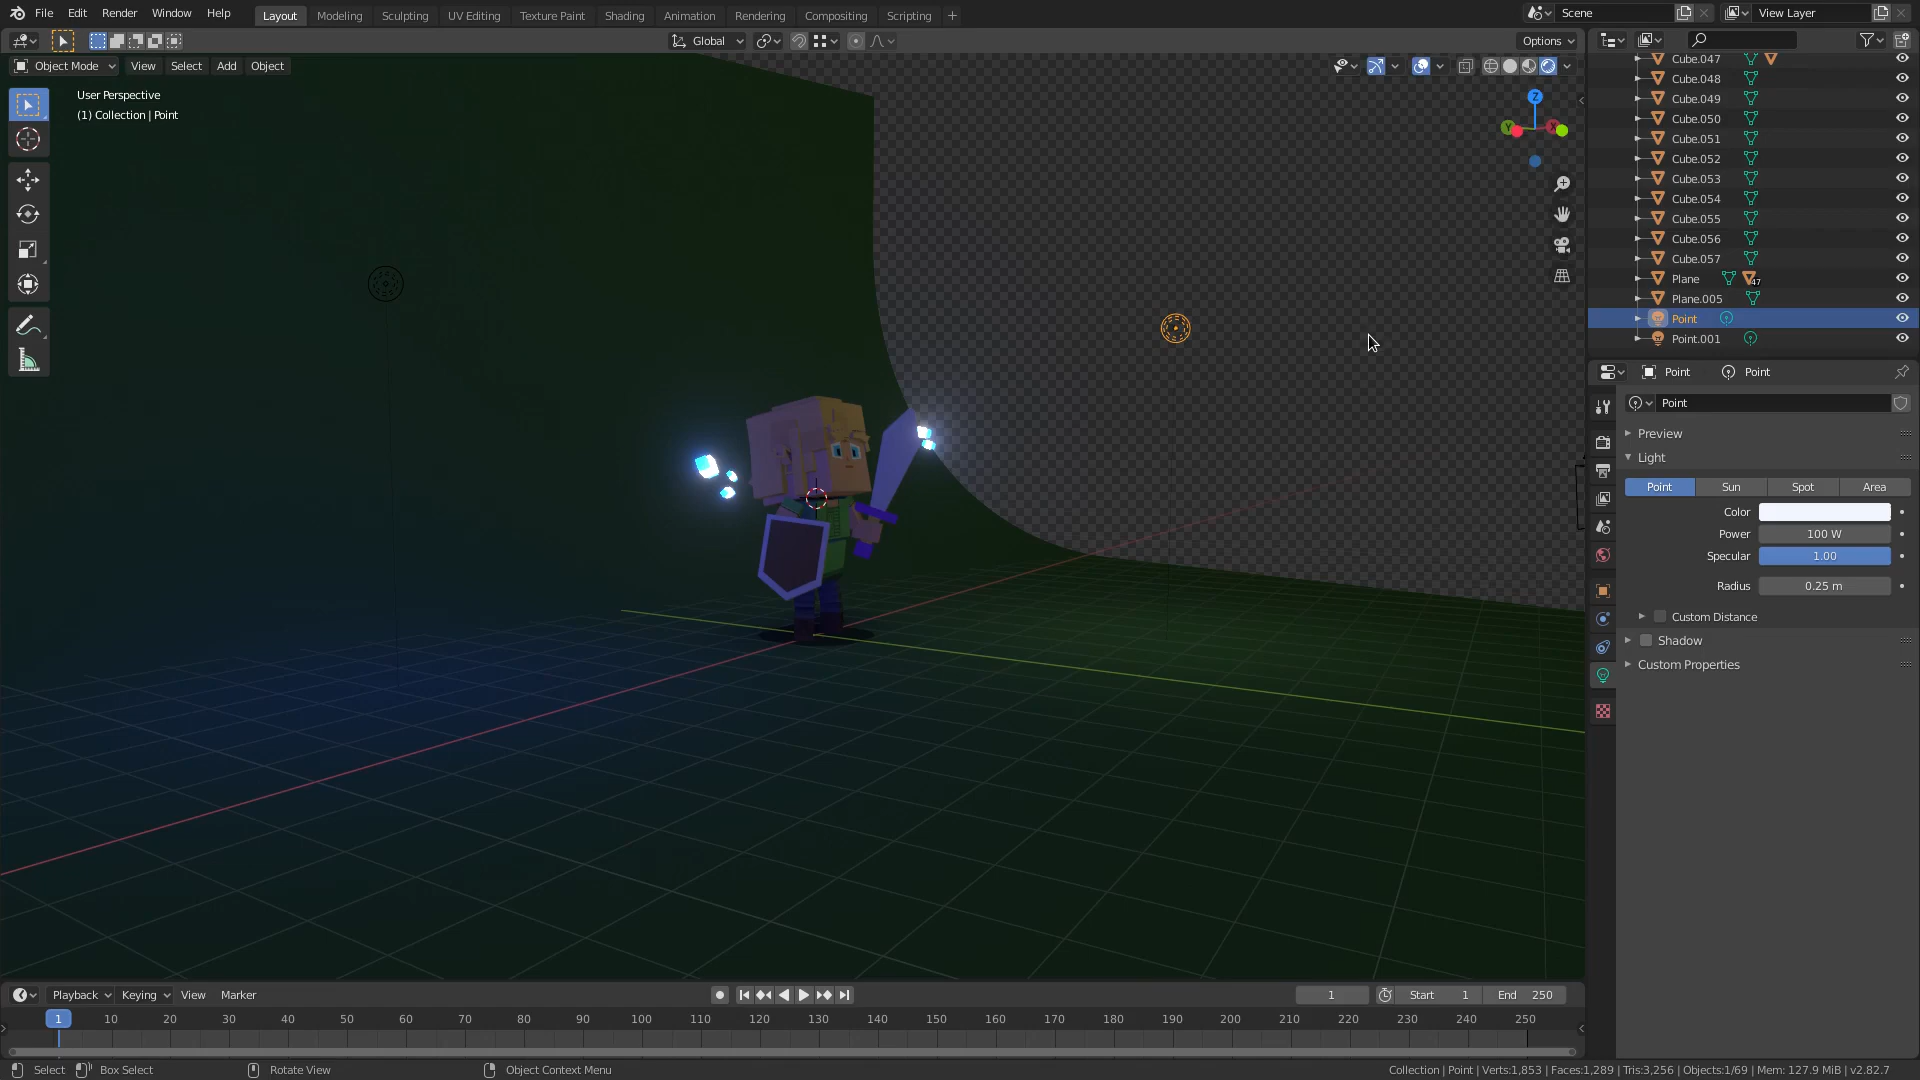 File Edit Render Window Help Layout Modeling Sculpting UV Editing Texture Paint Shading Animation Rendering Compositing Scripting + Scene View Layer
Global Options
Object Mode View Select Add Object
User Perspective
(1) Collection | Point
Z
Y X
Cube.047
Cube.048
Cube.049
Cube.050
Cube.051
Cube.052
Cube.053
Cube.054
Cube.055
Cube.056
Cube.057
Plane 47
Plane.005
Point
Point.001
Point Point
Point
Preview
Light
Point Sun Spot Area
Color
Power 100 W
Specular 1.00
Radius 0.25 m
Custom Distance
Shadow
Custom Properties
Playback Keying View Marker 1 Start 1 End 250
1 10 20 30 40 50 60 70 80 90 100 110 120 130 140 150 160 170 180 190 200 210 220 230 240 250
Select Box Select Rotate View Object Context Menu Collection | Point | Verts:1,853 | Faces:1,289 | Tris:3,256 | Objects:1/69 | Mem: 127.9 MiB | v2.82.7